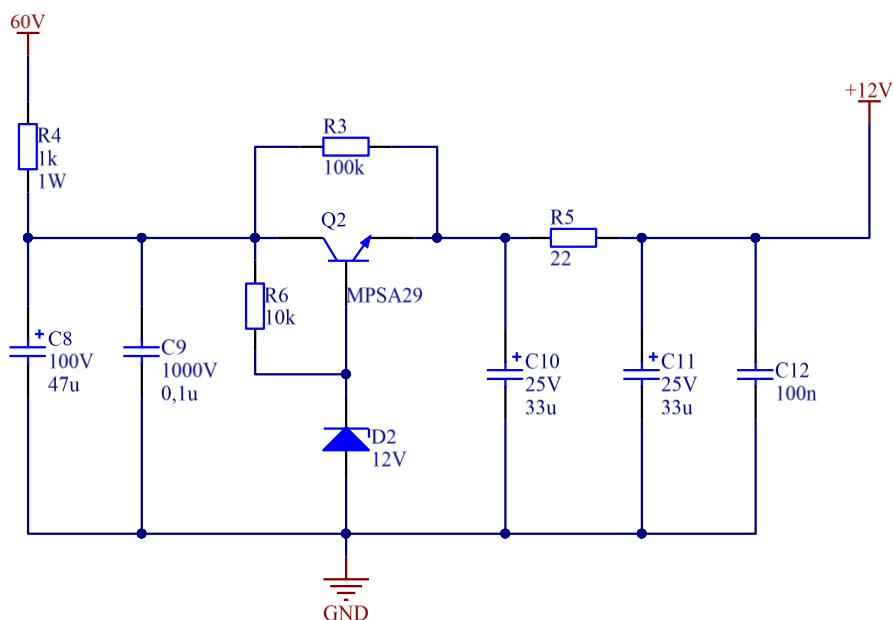 60V
+12V
R4
1k
1W
R3
100k
Q2
MPSA29
R5
22
R6
10k
C8
100V
47u
C9
1000V
0,1u
C10
25V
33u
C11
25V
33u
C12
100n
D2
12V
GND